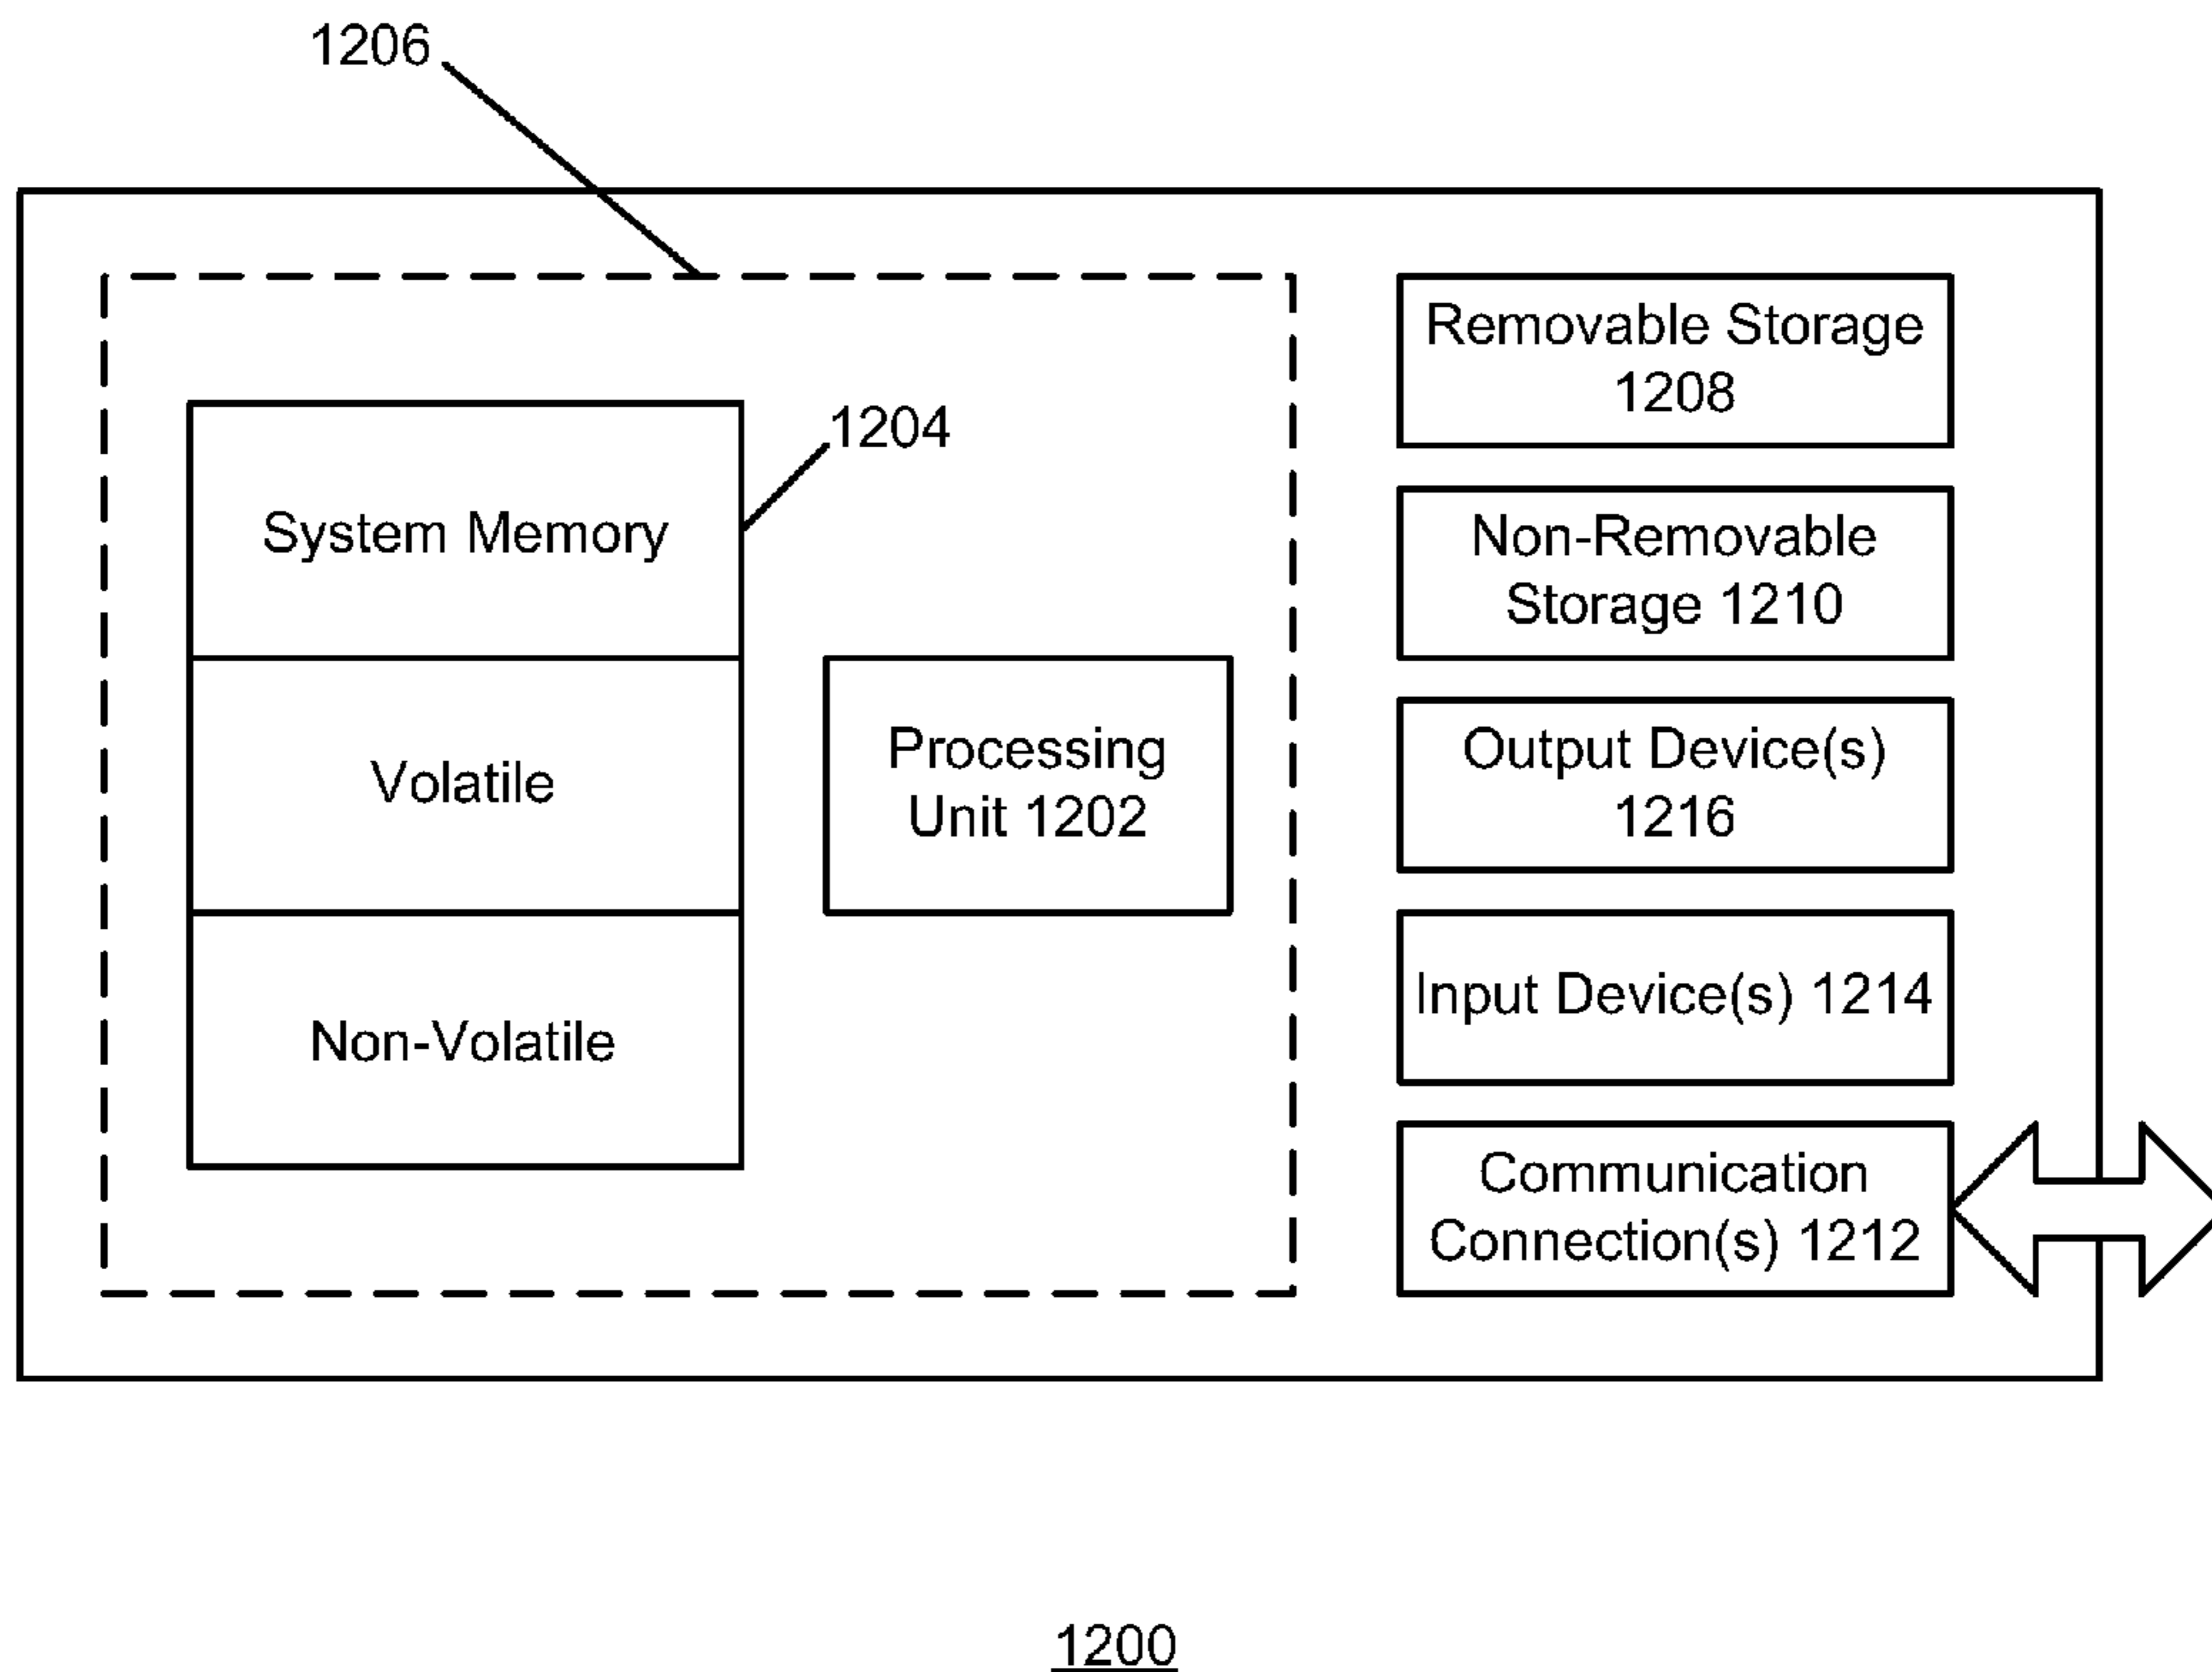 1206
1204
System Memory
Volatile
Non-Volatile
Processing
Unit 1202
Removable Storage
1208
Non-Removable
Storage 1210
Output Device(s)
1216
Input Device(s) 1214
Communication
Connection(s) 1212
1200